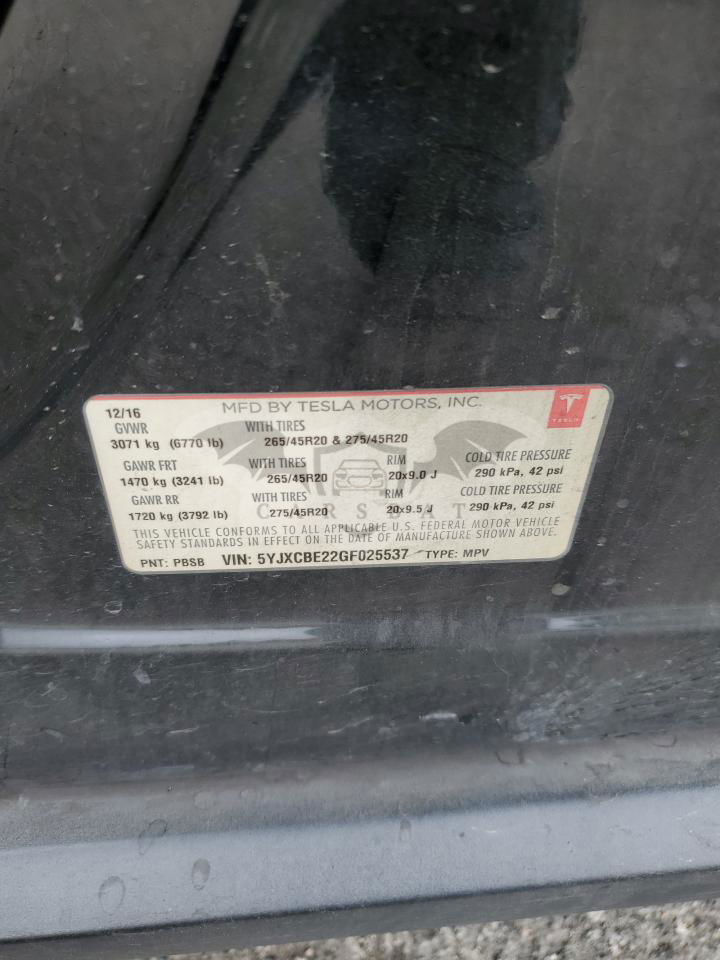 12/16 MFD BY TESLA MOTORS, INC.
TESLA
GVWR WITH TIRES
3071 kg (6770 lb) 265/45R20 & 275/45R20
GAWR FRT WITH TIRES RIM COLD TIRE PRESSURE
1470 kg (3241 lb) 265/45R20 20x9.0 J 290 kPa, 42 psi
GAWR RR WITH TIRES RIM COLD TIRE PRESSURE
1720 kg (3792 lb) 275/45R20 20x9.5 J 290 kPa, 42 psi
CARSBAT
THIS VEHICLE CONFORMS TO ALL APPLICABLE U.S. FEDERAL MOTOR VEHICLE
SAFETY STANDARDS IN EFFECT ON THE DATE OF MANUFACTURE SHOWN ABOVE.
PNT: PBSB VIN: 5YJXCBE22GF025537 TYPE: MPV